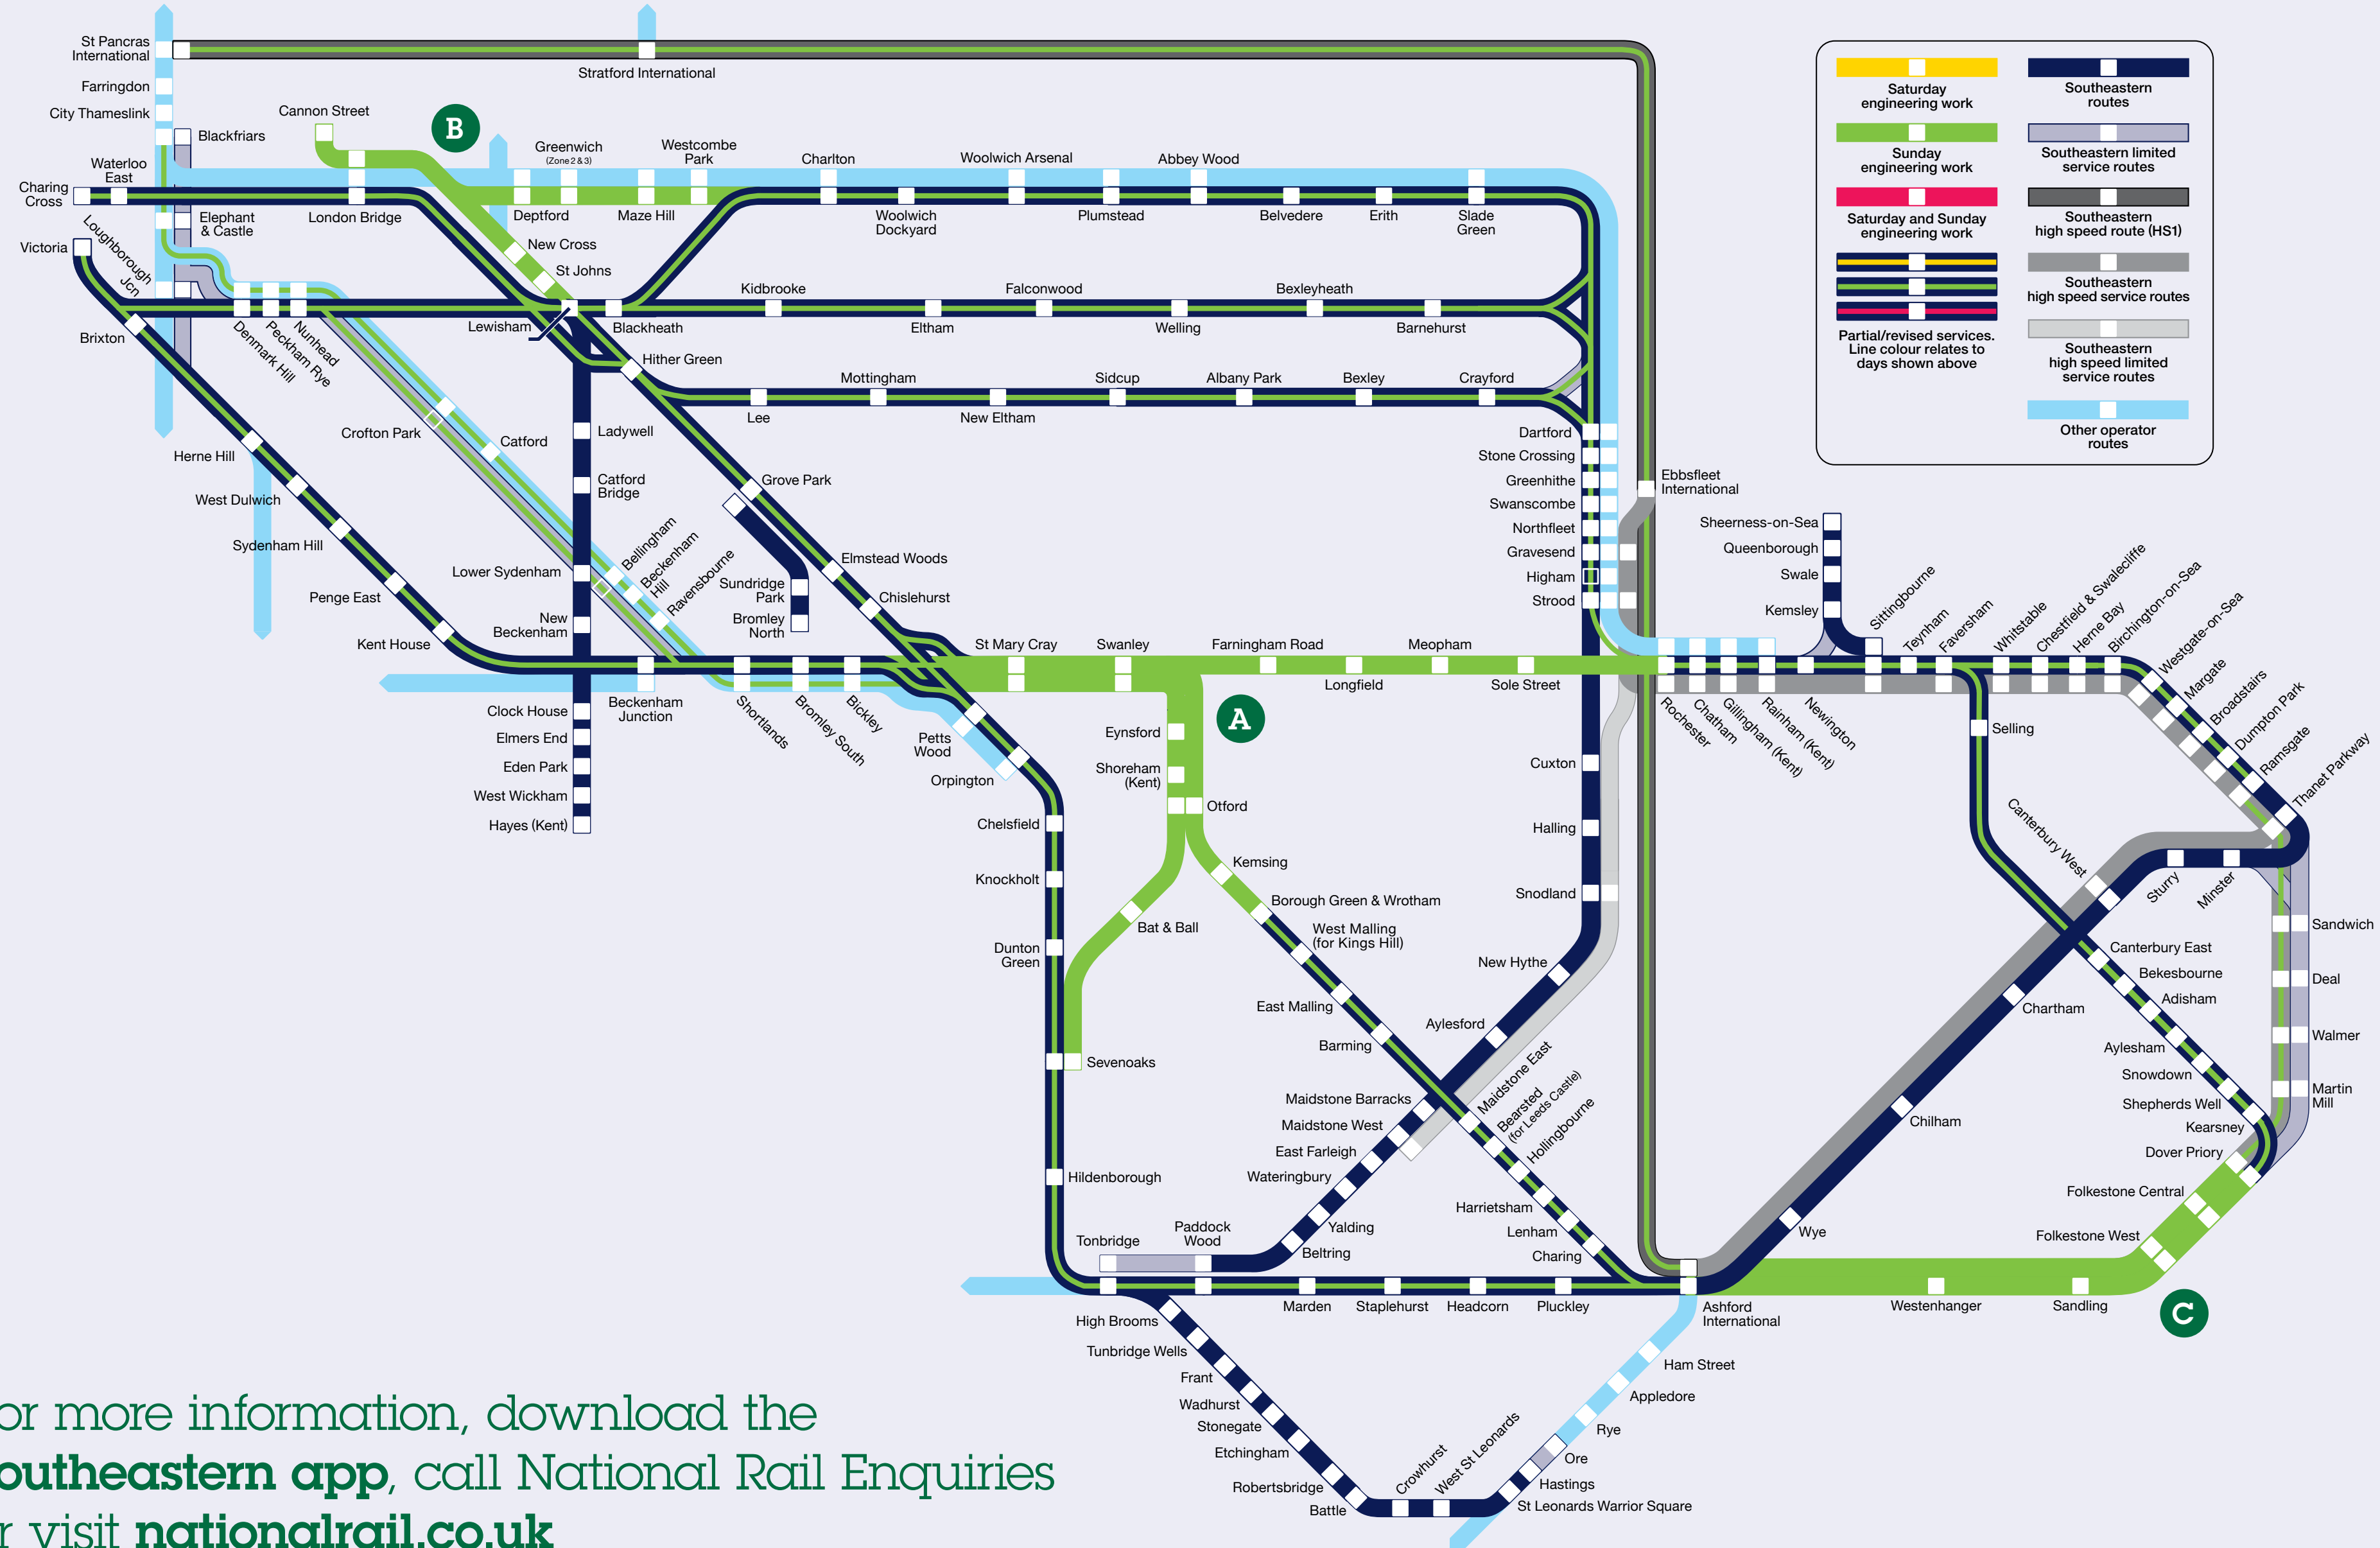 St Pancras
International
Farringdon
City Thameslink
Blackfriars
Cannon Street
Stratford International
B
Waterloo
East
Charing
Cross
Elephant
& Castle
London Bridge
Loughborough
Jcn
Victoria
Brixton
Greenwich
(Zone 2 & 3)
Westcombe
Park
Charlton
Woolwich Arsenal
Abbey Wood
Deptford
Maze Hill
Woolwich
Dockyard
Plumstead
Belvedere
Erith
Slade
Green
New Cross
St Johns
Lewisham
Blackheath
Kidbrooke
Eltham
Falconwood
Welling
Bexleyheath
Barnehurst
Denmark Hill
Peckham Rye
Nunhead
Hither Green
Lee
Mottingham
New Eltham
Sidcup
Albany Park
Bexley
Crayford
Crofton Park
Catford
Ladywell
Catford
Bridge
Herne Hill
West Dulwich
Sydenham Hill
Penge East
Kent House
Lower Sydenham
New
Beckenham
Bellingham
Beckenham
Hill
Ravensbourne
Grove Park
Sundridge
Park
Bromley
North
Elmstead Woods
Chislehurst
Clock House
Elmers End
Eden Park
West Wickham
Hayes (Kent)
Beckenham
Junction
Shortlands
Bromley South
Bickley
Petts
Wood
Orpington
St Mary Cray
Swanley
Farningham Road
Longfield
Meopham
Sole Street
A
Dartford
Stone Crossing
Greenhithe
Swanscombe
Northfleet
Gravesend
Higham
Strood
Ebbsfleet
International
Sheerness-on-Sea
Queenborough
Swale
Kemsley
Sittingbourne
Teynham
Faversham
Whitstable
Chestfield & Swalecliffe
Herne Bay
Birchington-on-Sea
Westgate-on-Sea
Margate
Broadstairs
Dumpton Park
Ramsgate
Thanet Parkway
Rochester
Chatham
Gillingham (Kent)
Rainham (Kent)
Newington
Selling
Eynsford
Shoreham
(Kent)
Otford
Kemsing
Borough Green & Wrotham
West Malling
(for Kings Hill)
East Malling
Barming
Bat & Ball
Sevenoaks
Chelsfield
Knockholt
Dunton
Green
Hildenborough
Cuxton
Halling
Snodland
New Hythe
Aylesford
Maidstone Barracks
Maidstone West
East Farleigh
Wateringbury
Yalding
Beltring
Maidstone East
Bearsted
(for Leeds Castle)
Hollingbourne
Harrietsham
Lenham
Charing
Tonbridge
Paddock
Wood
Marden
Staplehurst
Headcorn
Pluckley
Ashford
International
Canterbury West
Sturry
Minster
Chartham
Chilham
Wye
Canterbury East
Bekesbourne
Adisham
Aylesham
Snowdown
Shepherds Well
Kearsney
Dover Priory
Sandwich
Deal
Walmer
Martin
Mill
Folkestone Central
Folkestone West
Westenhanger
Sandling
C
High Brooms
Tunbridge Wells
Frant
Wadhurst
Stonegate
Etchingham
Robertsbridge
Battle
Crowhurst
West St Leonards
St Leonards Warrior Square
Hastings
Ore
Rye
Appledore
Ham Street
Saturday
engineering work
Sunday
engineering work
Saturday and Sunday
engineering work
Partial/revised services.
Line colour relates to
days shown above
Southeastern
routes
Southeastern limited
service routes
Southeastern
high speed route (HS1)
Southeastern
high speed service routes
Southeastern
high speed limited
service routes
Other operator
routes
or more information, download the
outheastern app, call National Rail Enquiries
r visit nationalrail.co.uk